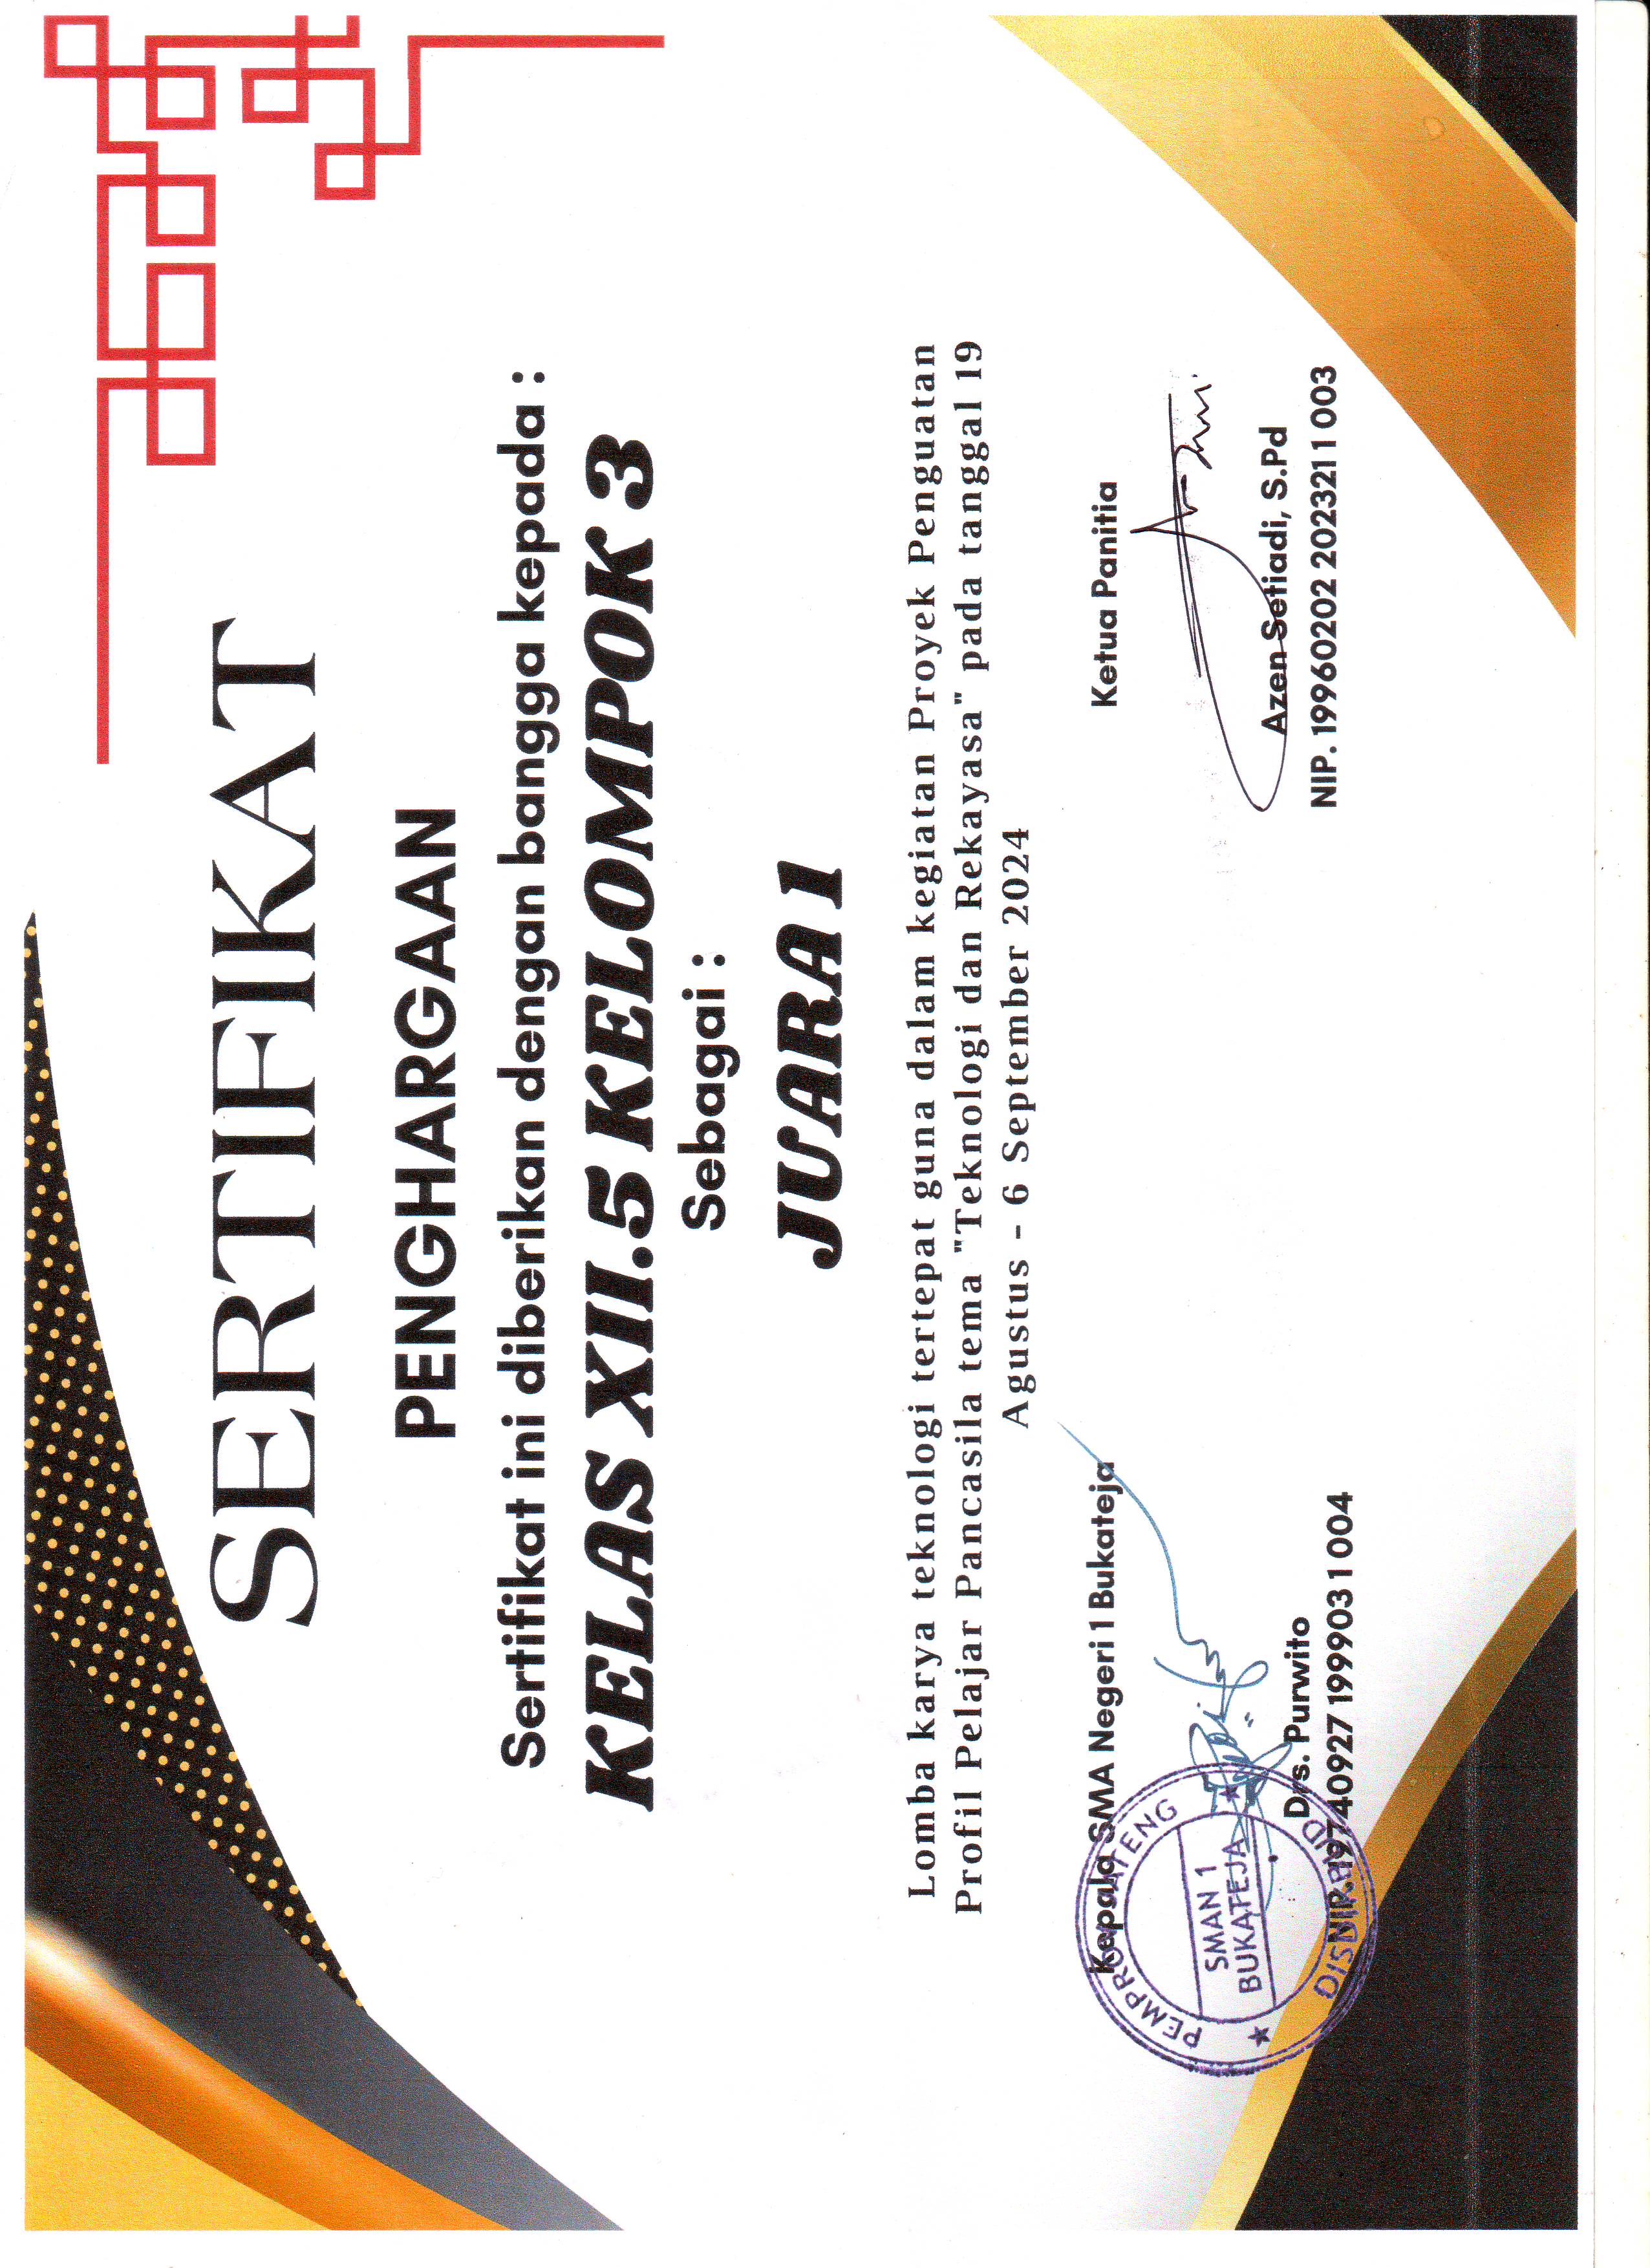 SERTIFIKAT
PENGHARGAAN
Sertifikat ini diberikan dengan bangga kepada :
KELAS XII.5 KELOMPOK 3
Sebagai :
JUARA 1
Lomba karya teknologi tertepat guna dalam kegiatan Proyek Penguatan
Profil Pelajar Pancasila tema "Teknologi dan Rekayasa" pada tanggal 19
Agustus - 6 September 2024
Kepala SMA Negeri 1 Bukateja
PEMPROV JATENG
SMAN 1
BUKATEJA
DISDIKBUD
Drs. Purwito
NIP. 19740927 199903 1 004
Ketua Panitia
Azen Setiadi, S.Pd
NIP. 19960202 202321 1 003